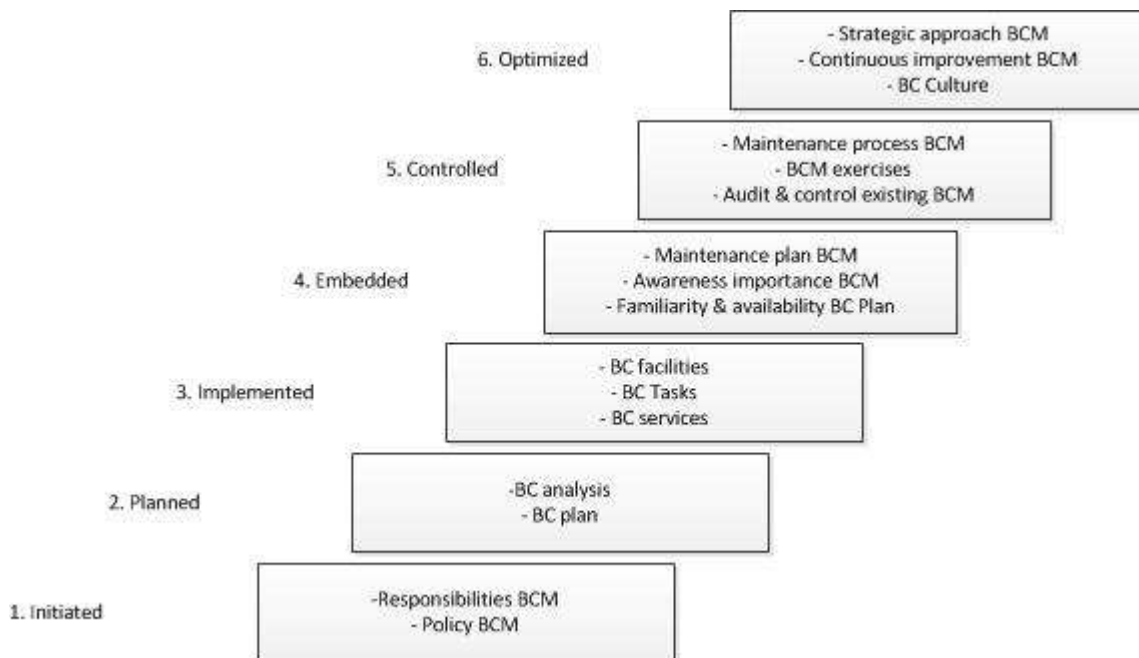 6. Optimized
- Strategic approach BCM
- Continuous improvement BCM
- BC Culture
5. Controlled
- Maintenance process BCM
- BCM exercises
- Audit & control existing BCM
4. Embedded
- Maintenance plan BCM
- Awareness importance BCM
- Familiarity & availability BC Plan
3. Implemented
- BC facilities
- BC Tasks
- BC services
2. Planned
-BC analysis
- BC plan
1. Initiated
-Responsibilities BCM
- Policy BCM